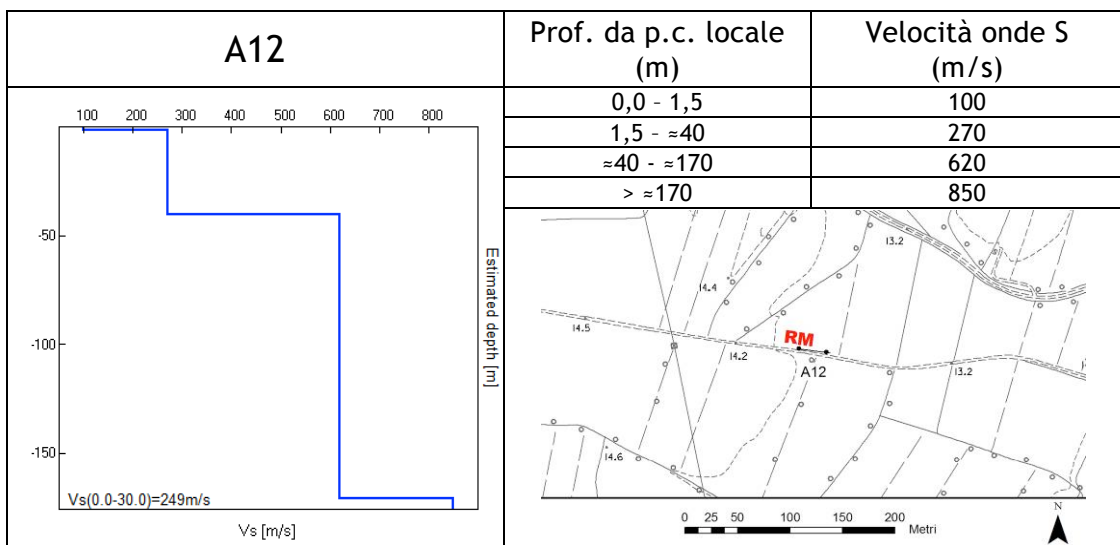 A12
Prof. da p.c. locale
(m)
Velocità onde S
(m/s)
0,0 - 1,5
100
1,5 - ≈40
270
≈40 - ≈170
620
> ≈170
850
100 200 300 400 500 600 700 800
-50
-100
-150
Estimated depth [m]
Vs(0.0-30.0)=249m/s
Vs [m/s]
13.2
14.4
14.5
RM
14.2
A12
13.2
14.6
0 25 50 100 150 200
Metri
N